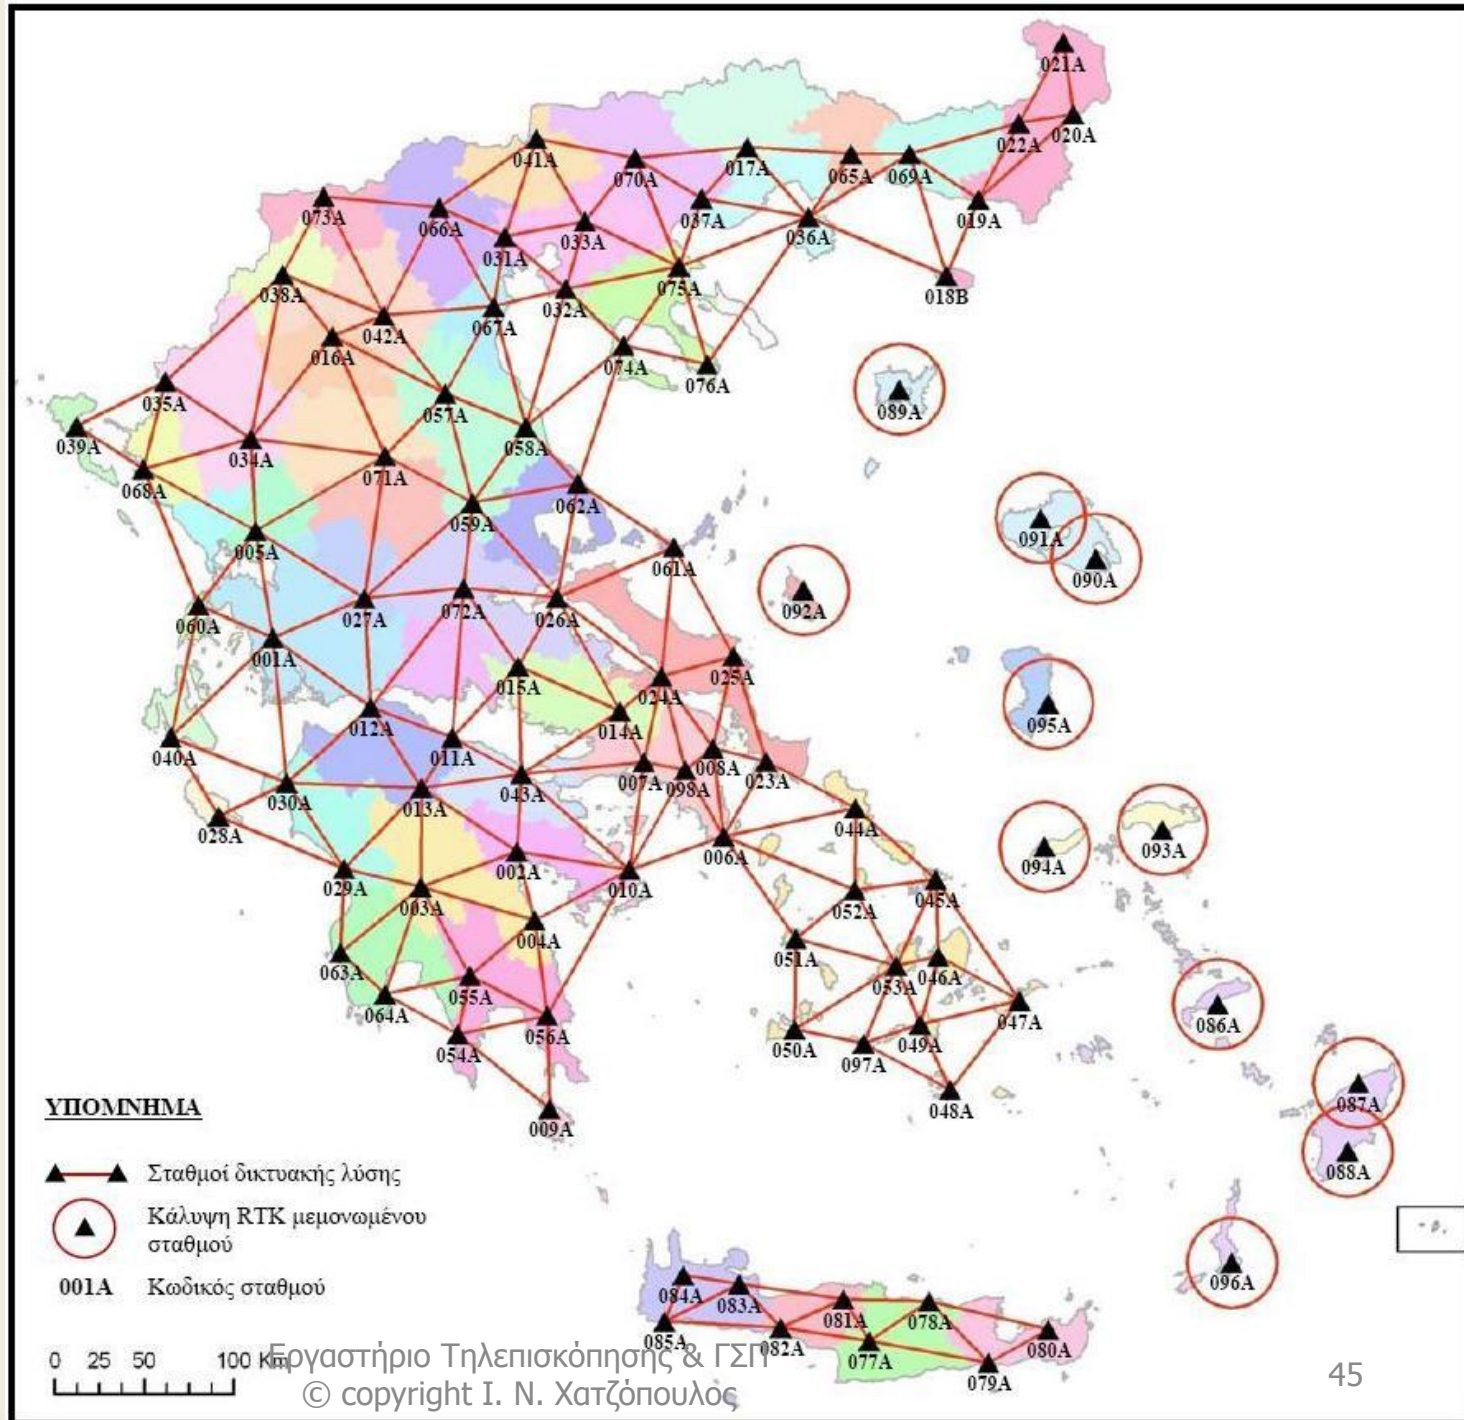 021A
022A
020A
041A
070A
017A
065A
069A
019A
073A
066A
031A
033A
037A
036A
018B
038A
042A
016A
067A
032A
075A
074A
076A
035A
039A
034A
068A
057A
058A
071A
062A
059A
089A
091A
090A
005A
061A
092A
060A
001A
027A
072A
026A
015A
024A
025A
095A
040A
012A
011A
014A
007A
098A
008A
023A
030A
013A
043A
028A
044A
006A
094A
093A
029A
003A
002A
010A
052A
045A
063A
004A
051A
053A
046A
064A
055A
047A
086A
054A
056A
050A
097A
049A
048A
009A
087A
088A
096A
ΥΠΟΜΝΗΜΑ
Σταθμοί δικτυακής λύσης
Κάλυψη RTK μεμονωμένου
σταθμού
001A Κωδικός σταθμού
084A
083A
081A
078A
085A
082A
077A
080A
079A
0 25 50 100 Km
Εργαστήριο Τηλεπισκόπησης & ΓΣΠ
© copyright Ι. Ν. Χατζόπουλος
45